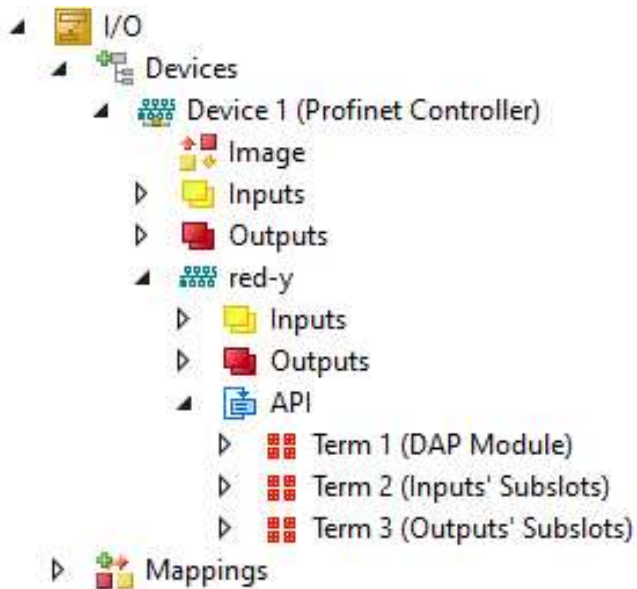 I/O
Devices
Device 1 (Profinet Controller)
Image
Inputs
Outputs
red-y
Inputs
Outputs
API
Term 1 (DAP Module)
Term 2 (Inputs' Subslots)
Term 3 (Outputs' Subslots)
Mappings